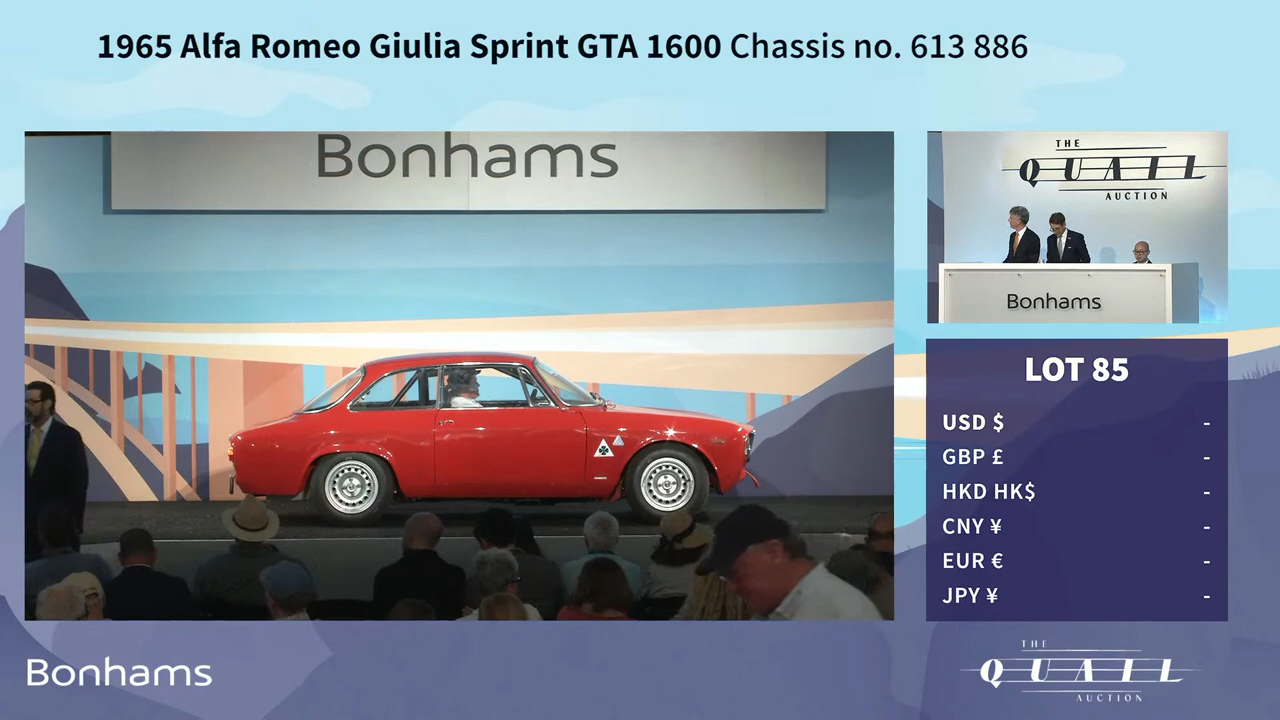 1965 Alfa Romeo Giulia Sprint GTA 1600 Chassis no. 613 886
Bonhams
THE
QUAIL
AUCTION
Bonhams
LOT 85
USD $ -
GBP £ -
HKD HK$ -
CNY ¥ -
EUR € -
JPY ¥ -
Bonhams
THE
QUAIL
AUCTION